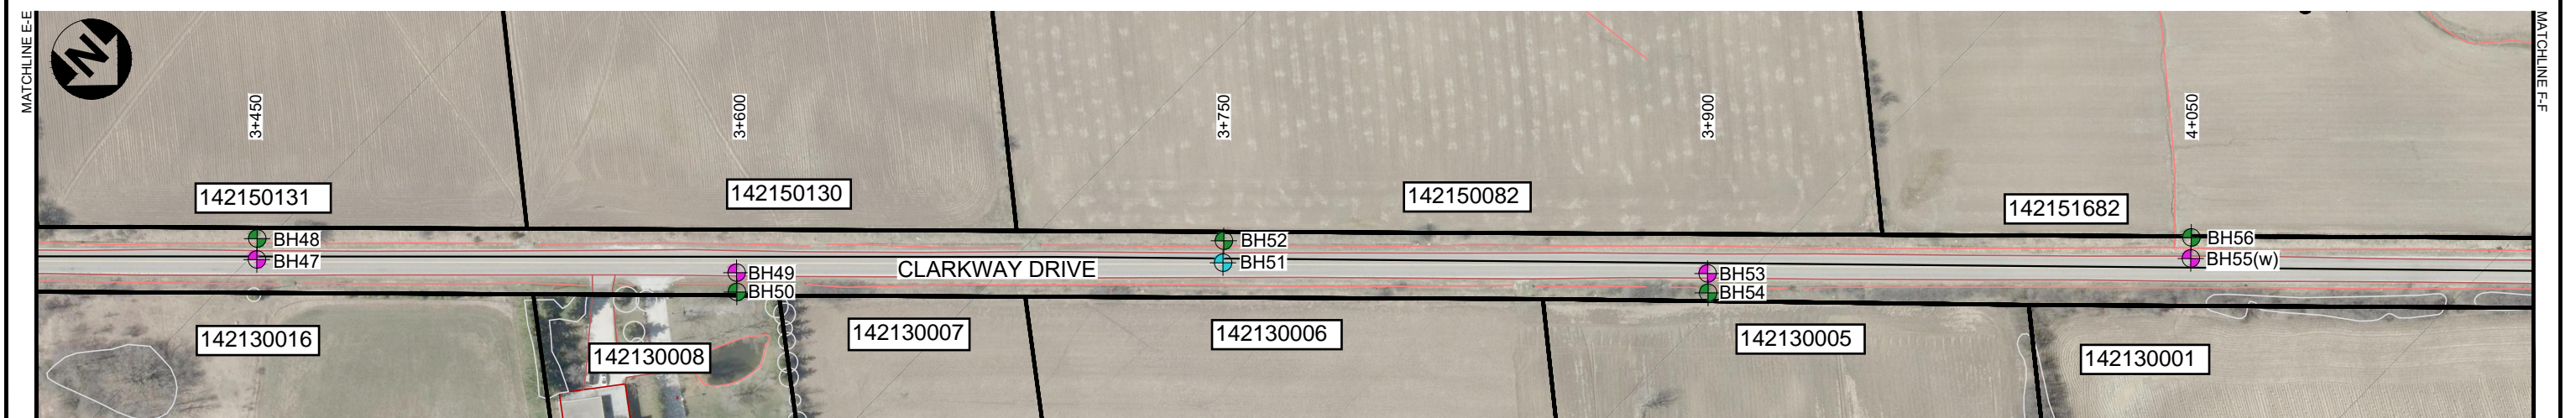 MATCHLINE E-E
MATCHLINE F-F
N
3+450
3+600
3+750
3+900
4+050
142150131
142150130
142150082
142151682
BH48
BH47
BH49
BH50
CLARKWAY DRIVE
BH52
BH51
BH53
BH54
BH56
BH55(w)
142130016
142130008
142130007
142130006
142130005
142130001